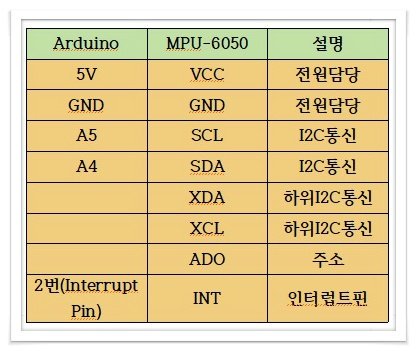 Arduino MPU-6050 설명
5V VCC 전원담당
GND GND 전원담당
A5 SCL I2C통신
A4 SDA I2C통신
XDA 하위I2C통신
XCL 하위I2C통신
ADO 주소
2번(Interrupt
Pin) INT 인터럽트핀